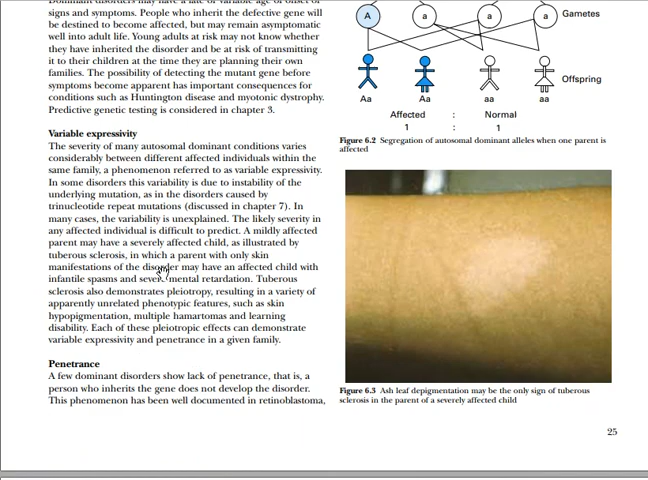 Dominant disorders may have a late or variable age of onset of
signs and symptoms. People who inherit the defective gene will
be destined to become affected, but may remain asymptomatic
well into adult life. Young adults at risk may not know whether
they have inherited the disorder and be at risk of transmitting
it to their children at the time they are planning their own
families. The possibility of detecting the mutant gene before
symptoms become apparent has important consequences for
conditions such as Huntington disease and myotonic dystrophy.
Predictive genetic testing is considered in chapter 3.
Variable expressivity
The severity of many autosomal dominant conditions varies
considerably between different affected individuals within the
same family, a phenomenon referred to as variable expressivity.
In some disorders this variability is due to instability of the
underlying mutation, as in the disorders caused by
trinucleotide repeat mutations (discussed in chapter 7). In
many cases, the variability is unexplained. The likely severity in
any affected individual is difficult to predict. A mildly affected
parent may have a severely affected child, as illustrated by
tuberous sclerosis, in which a parent with only skin
manifestations of the disorder may have an affected child with
infantile spasms and severe mental retardation. Tuberous
sclerosis also demonstrates pleiotropy, resulting in a variety of
apparently unrelated phenotypic features, such as skin
hypopigmentation, multiple hamartomas and learning
disability. Each of these pleiotropic effects can demonstrate
variable expressivity and penetrance in a given family.
Penetrance
A few dominant disorders show lack of penetrance, that is, a
person who inherits the gene does not develop the disorder.
This phenomenon has been well documented in retinoblastoma,
A a a a Gametes
Offspring
Aa Aa aa aa
Affected : Normal
1 : 1
Figure 6.2 Segregation of autosomal dominant alleles when one parent is
affected
Figure 6.3 Ash leaf depigmentation may be the only sign of tuberous
sclerosis in the parent of a severely affected child
25